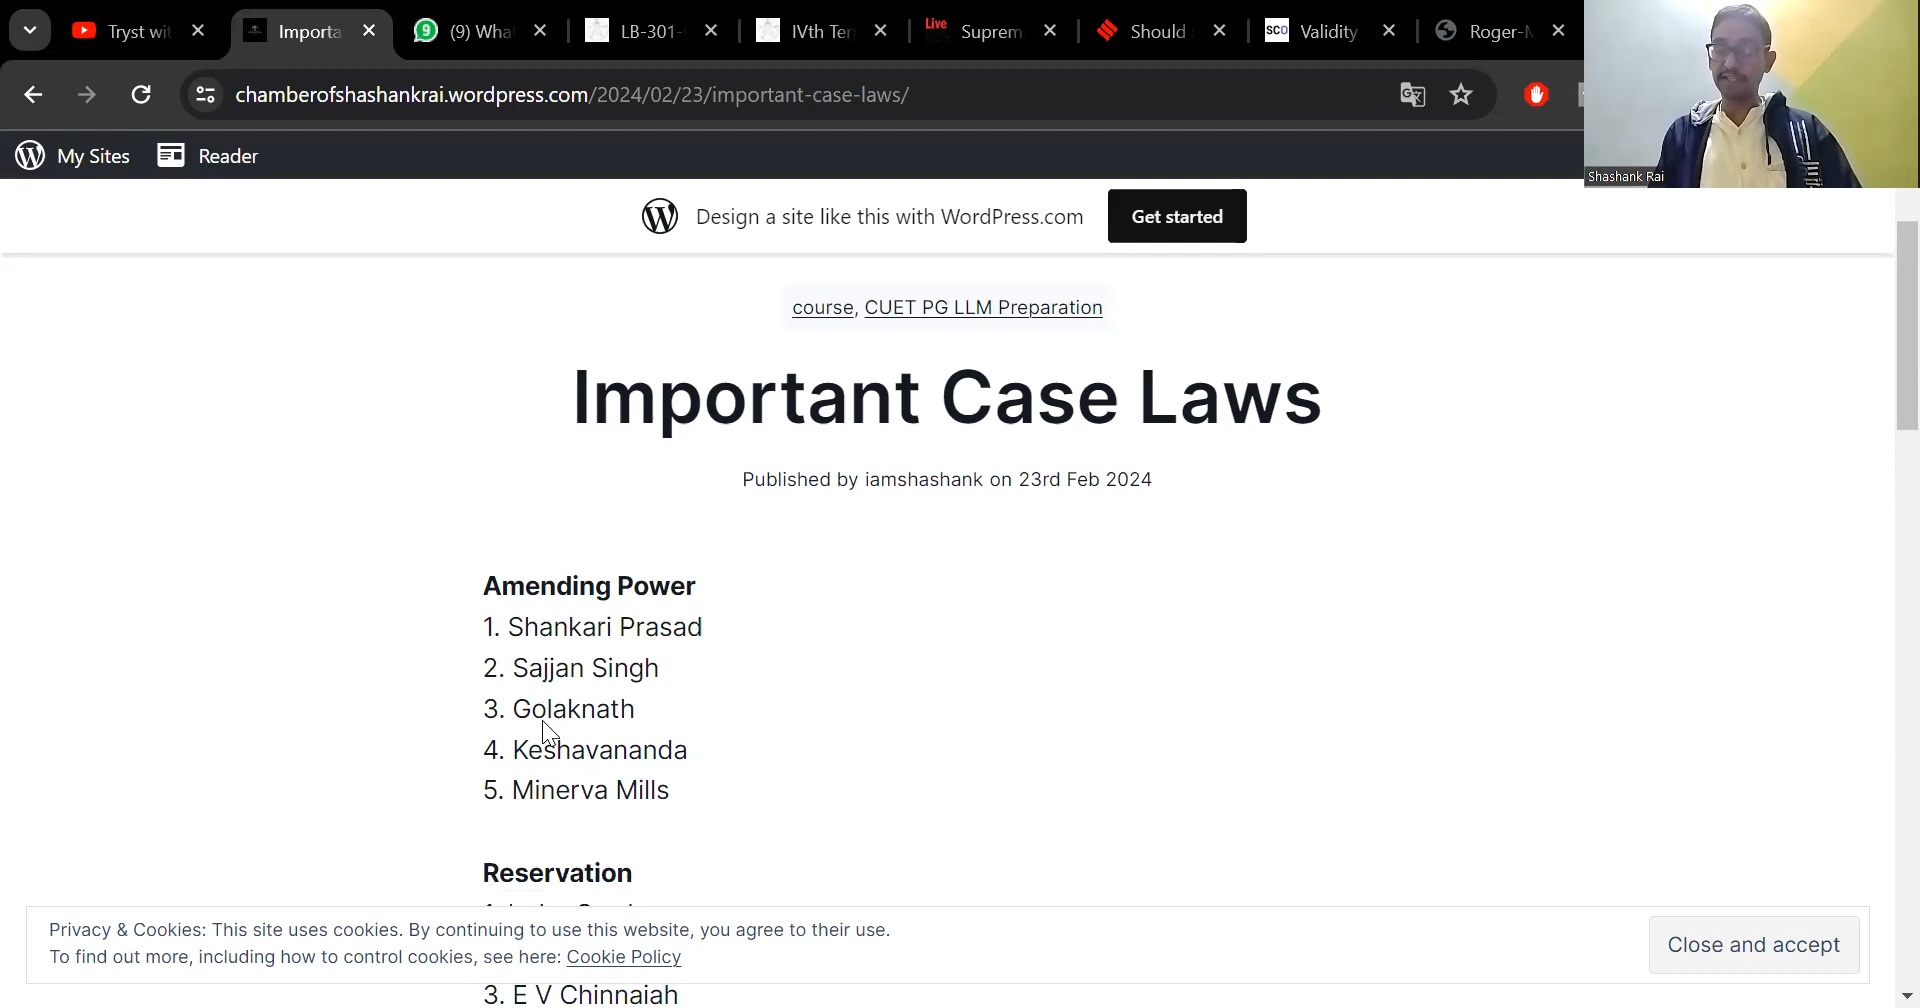 Tryst wi
Importa
9
(9) Wha
LB-301-
IVth Ter
Live
Suprem
Should
SCO
Validity
Roger-
chamberofshashankrai.wordpress.com/2024/02/23/important-case-laws/
My Sites
Reader
Shashank Rai
Design a site like this with WordPress.com
Get started
course, CUET PG LLM Preparation
Important Case Laws
Published by iamshashank on 23rd Feb 2024
Amending Power
1. Shankari Prasad
2. Sajjan Singh
3. Golaknath
4. Keshavananda
5. Minerva Mills
Reservation
Privacy & Cookies: This site uses cookies. By continuing to use this website, you agree to their use.
To find out more, including how to control cookies, see here: Cookie Policy
Close and accept
3. E V Chinnaiah